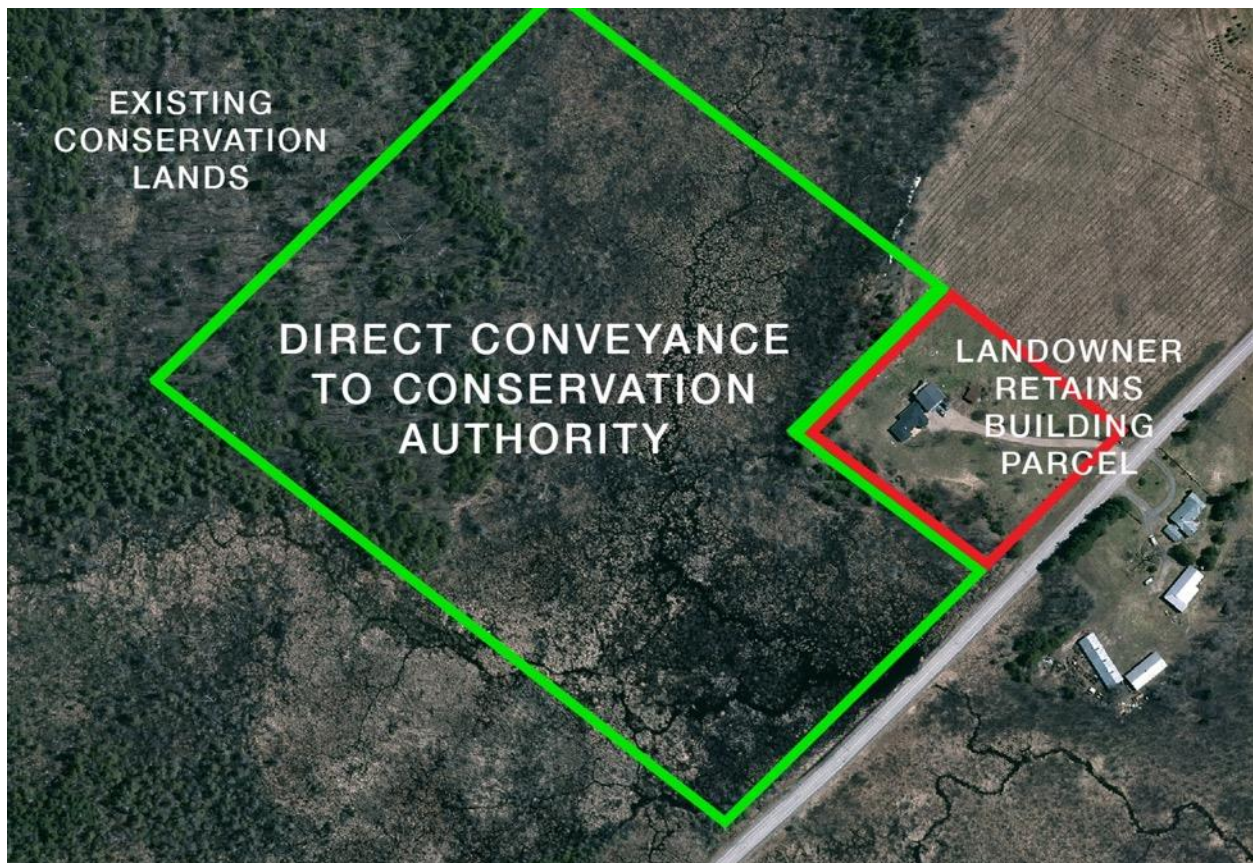 EXISTING
CONSERVATION
LANDS
DIRECT CONVEYANCE
TO CONSERVATION
AUTHORITY
LANDOWNER
RETAINS
BUILDING
PARCEL